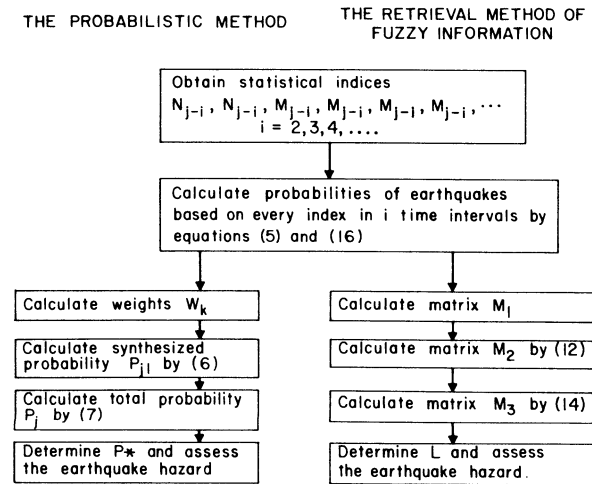 THE PROBABILISTIC METHOD
THE RETRIEVAL METHOD OF
FUZZY INFORMATION
Obtain statistical indices
N_{j-i}, N_{j-i}, M_{j-i}, M_{j-i}, M_{j-i}, M_{j-i}, ...
i = 2,3,4, ....
Calculate probabilities of earthquakes
based on every index in i time intervals by
equations (5) and (16)
Calculate weights W_k
Calculate synthesized
probability P_{j1} by (6)
Calculate total probability
P_j by (7)
Determine P* and assess
the earthquake hazard
Calculate matrix M_1
Calculate matrix M_2 by (12)
Calculate matrix M_3 by (14)
Determine L and assess
the earthquake hazard.